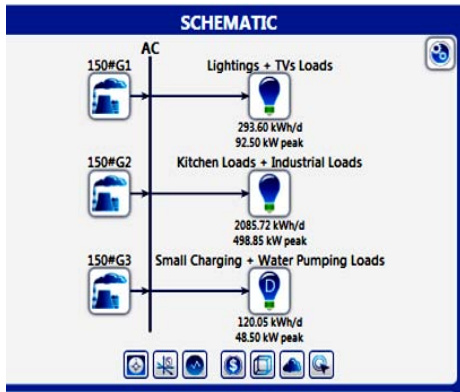 SCHEMATIC
AC
150#G1
Lightings + TVs Loads
293.60 kWh/d
92.50 kW peak
150#G2
Kitchen Loads + Industrial Loads
2085.72 kWh/d
498.85 kW peak
150#G3
Small Charging + Water Pumping Loads
D
120.05 kWh/d
48.50 kW peak
$